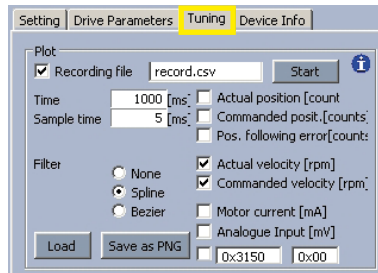 Setting Drive Parameters Tuning Device Info
Plot
Recording file record.csv Start
Time 1000 [ms] Actual position [count
Sample time 5 [ms] Commanded posit.[counts]
Pos. following error[counts
Filter None Actual velocity [rpm]
Spline Commanded velocity [rpm]
Bezier Motor current [mA]
Analogue Input [mV]
Load Save as PNG 0x3150 0x00